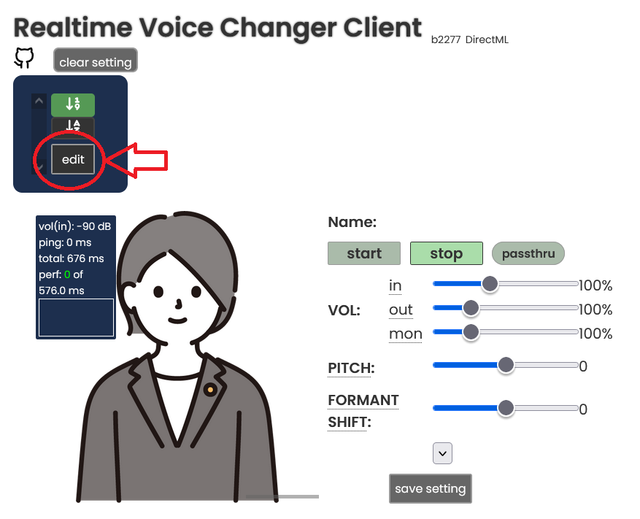 Realtime Voice Changer Client b2277 DirectML
clear setting
edit
vol(in): -90 dB
ping: 0 ms
total: 676 ms
perf: 0 of
576.0 ms
Name:
start stop passthru
in 100%
VOL: out 100%
mon 100%
PITCH: 0
FORMANT
SHIFT: 0
save setting